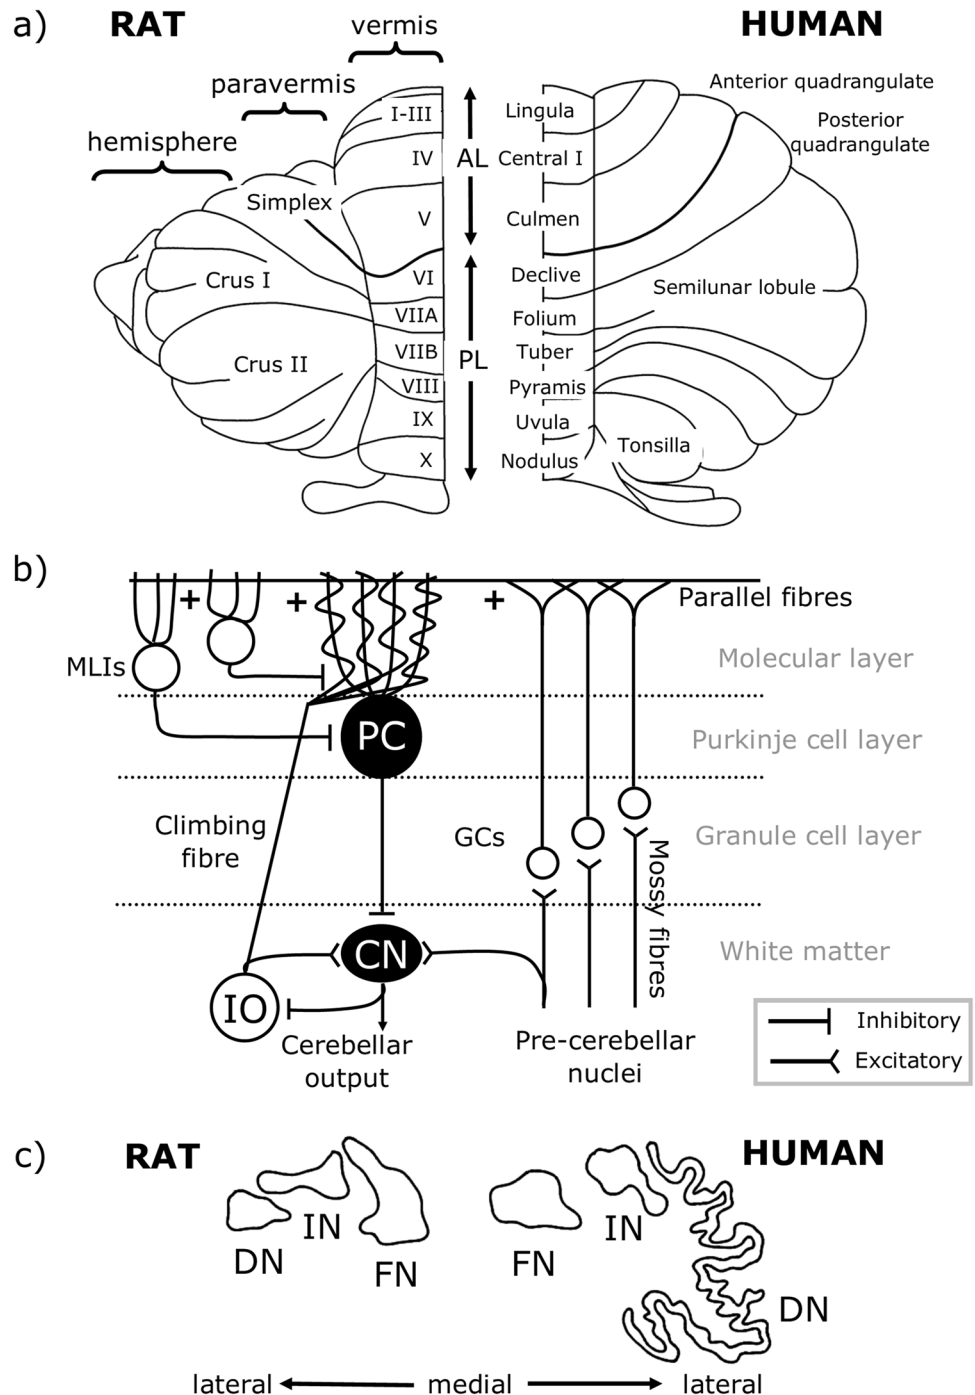 a)
RAT
vermis
HUMAN
paravermis
hemisphere
Anterior quadrangulate
Posterior
quadrangulate
I-III
Lingula
IV
AL
Central I
Simplex
V
Culmen
Crus I
VI
Declive
Semilunar lobule
VIIA
Folium
Crus II
VIIB
PL
Tuber
VIII
Pyramis
IX
Uvula
Tonsilla
X
Nodulus
b)
+
+
+
Parallel fibres
MLIs
Molecular layer
PC
Purkinje cell layer
Climbing
fibre
GCs
Granule cell layer
Mossy fibres
CN
White matter
IO
Inhibitory
Cerebellar
output
Pre-cerebellar
nuclei
Excitatory
c)
RAT
HUMAN
IN
IN
DN
FN
FN
DN
lateral
medial
lateral